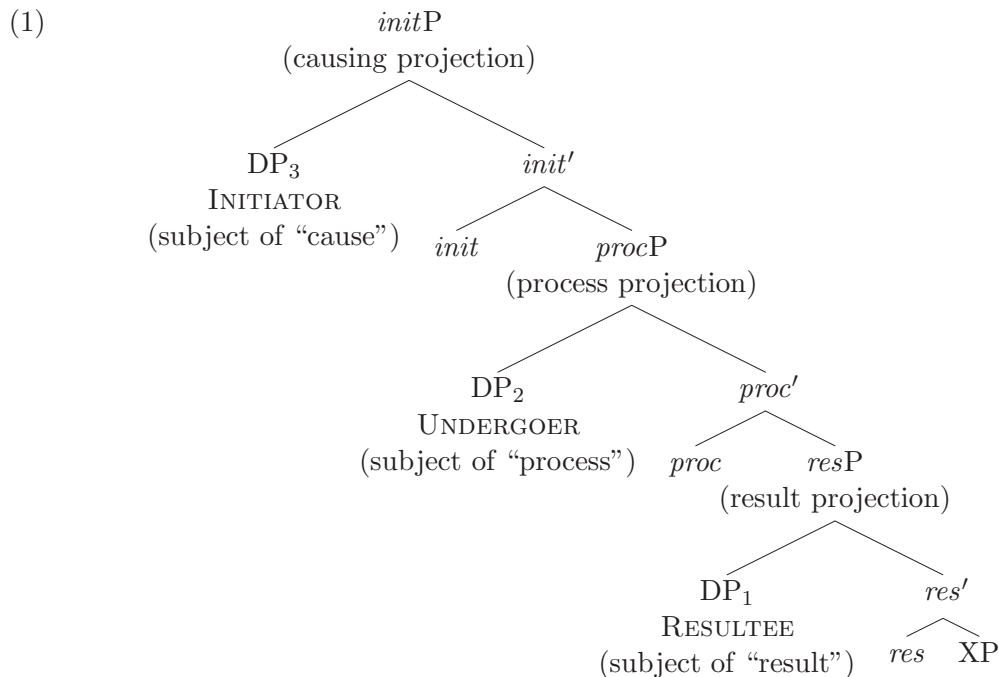 (1) initP
(causing projection)
DP₃ init′
INITIATOR
(subject of “cause”) init procP
(process projection)
DP₂ proc′
UNDERGOER
(subject of “process”) proc resP
(result projection)
DP₁ res′
RESULTEE
(subject of “result”) res XP